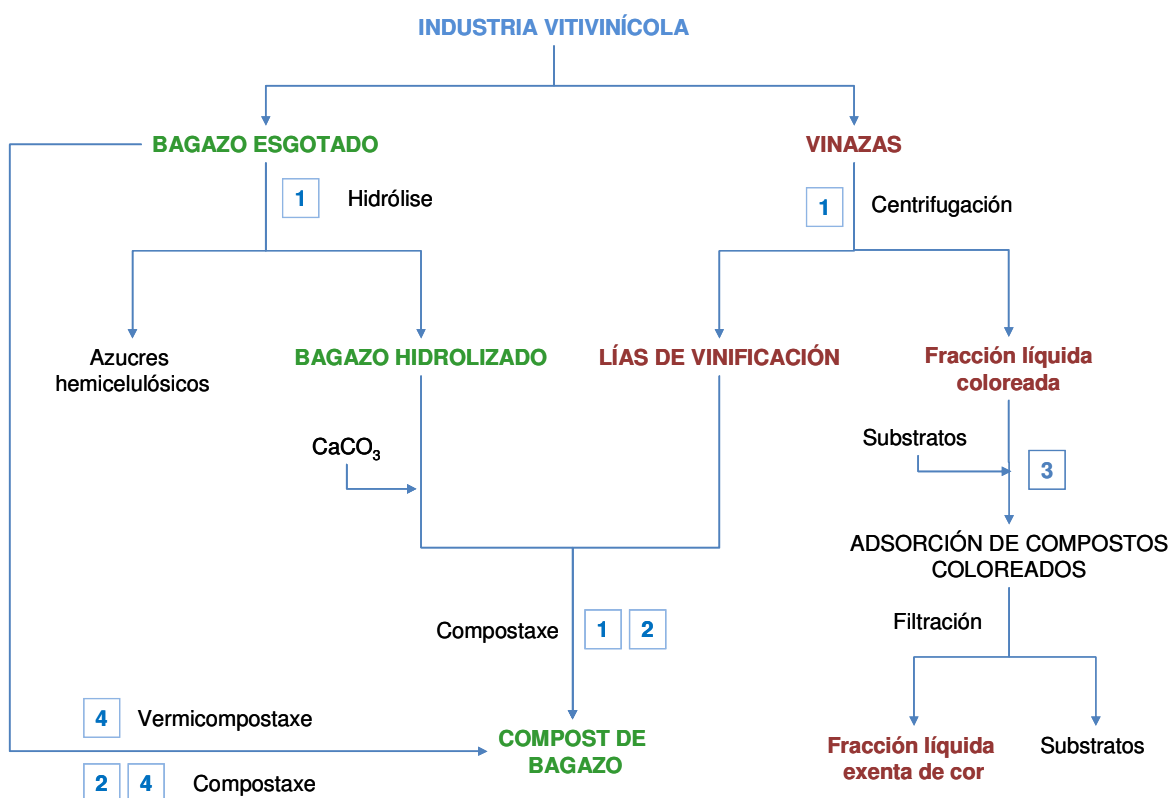 INDUSTRIA VITIVINÍCOLA
BAGAZO ESGOTADO
VINAZAS
1
Hidrólise
1
Centrifugación
Azucres
hemicelulósicos
BAGAZO HIDROLIZADO
LÍAS DE VINIFICACIÓN
Fracción líquida
coloreada
CaCO₃
Substratos
3
ADSORCIÓN DE COMPOSTOS
COLOREADOS
Compostaxe
1
2
Filtración
4
Vermicompostaxe
COMPOST DE
BAGAZO
Fracción líquida
exenta de cor
Substratos
2
4
Compostaxe